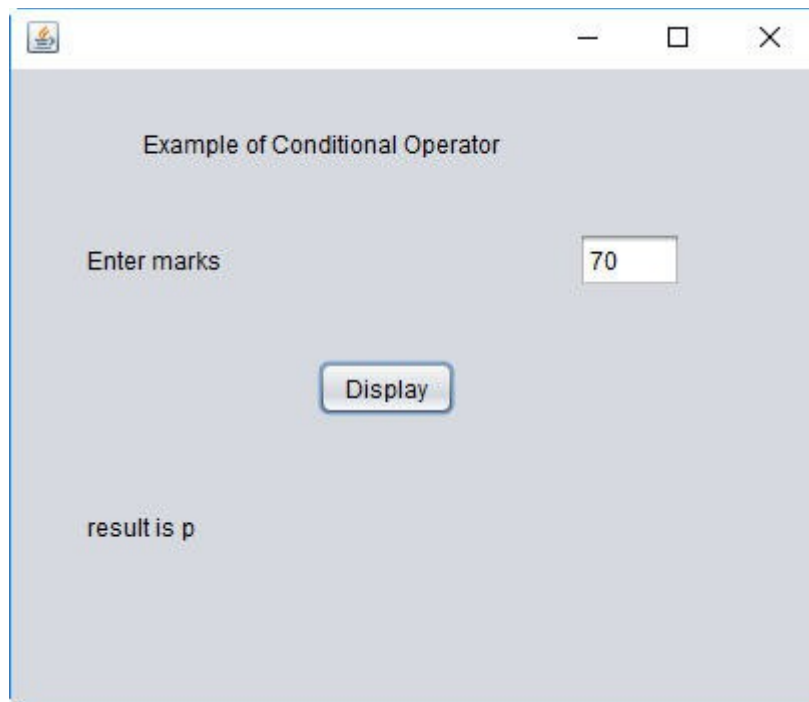 Example of Conditional Operator
Enter marks 70
Display
result is p